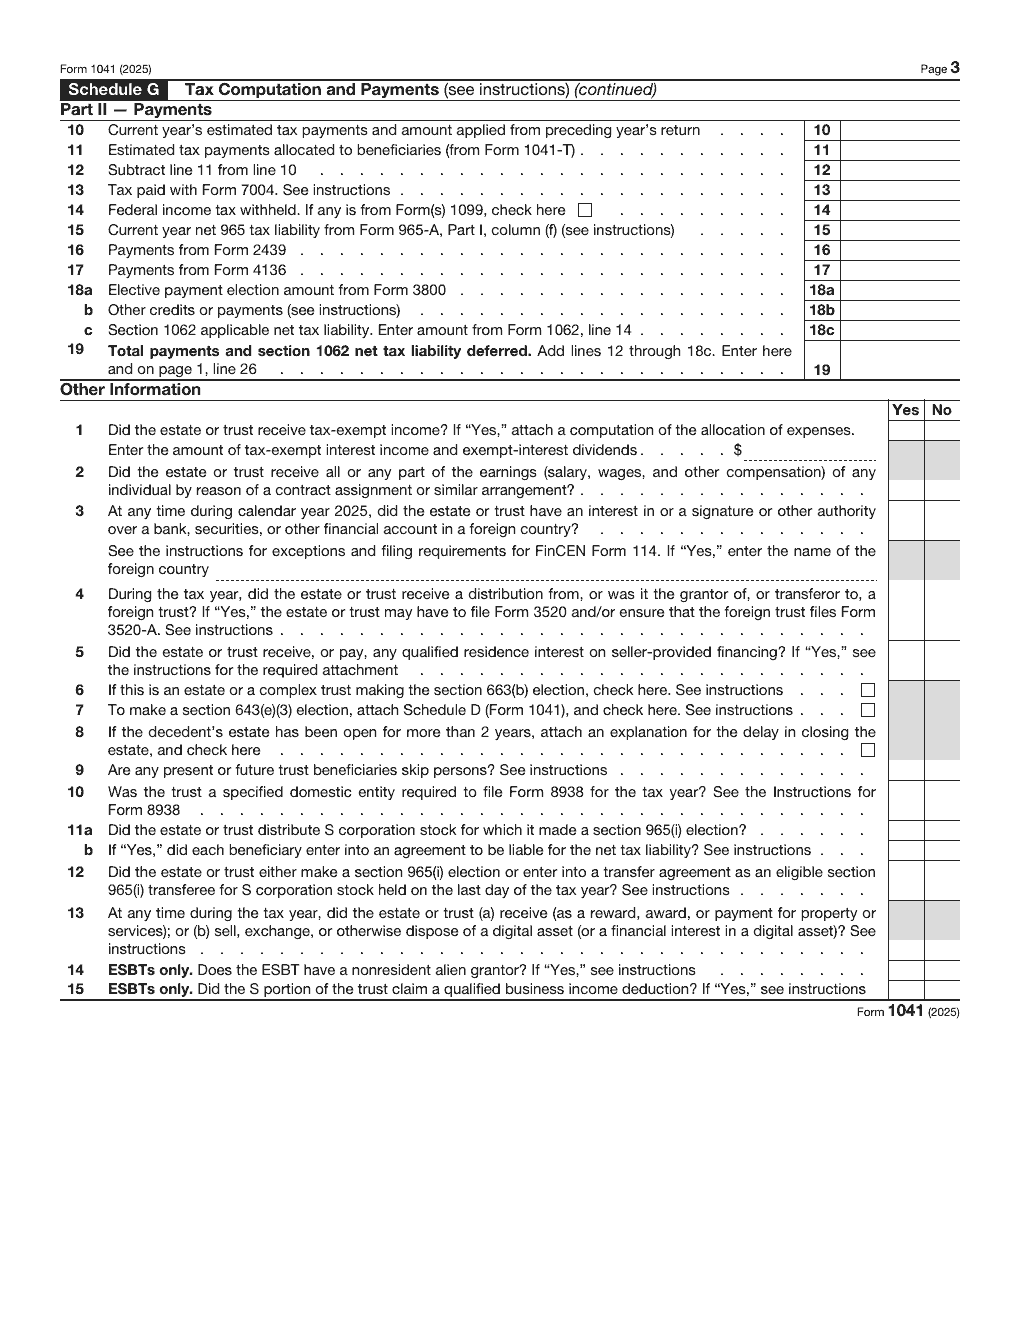 Form 1041 (2025) Page 3
Schedule G Tax Computation and Payments (see instructions) (continued)
Part II — Payments
10 Current year’s estimated tax payments and amount applied from preceding year’s return . . . . 10
11 Estimated tax payments allocated to beneficiaries (from Form 1041-T) . . . . . . . . . . . 11
12 Subtract line 11 from line 10 . . . . . . . . . . . . . . . . . . . . . . . . 12
13 Tax paid with Form 7004. See instructions . . . . . . . . . . . . . . . . . . . . 13
14 Federal income tax withheld. If any is from Form(s) 1099, check here . . . . . . . . . 14
15 Current year net 965 tax liability from Form 965-A, Part I, column (f) (see instructions) . . . . . 15
16 Payments from Form 2439 . . . . . . . . . . . . . . . . . . . . . . . . . 16
17 Payments from Form 4136 . . . . . . . . . . . . . . . . . . . . . . . . . 17
18a Elective payment election amount from Form 3800 . . . . . . . . . . . . . . . . . 18a
b Other credits or payments (see instructions) . . . . . . . . . . . . . . . . . . . 18b
c Section 1062 applicable net tax liability. Enter amount from Form 1062, line 14 . . . . . . . . 18c
19 Total payments and section 1062 net tax liability deferred. Add lines 12 through 18c. Enter here
and on page 1, line 26 . . . . . . . . . . . . . . . . . . . . . . . . . . 19
Other Information
Yes No
1 Did the estate or trust receive tax-exempt income? If “Yes,” attach a computation of the allocation of expenses.
Enter the amount of tax-exempt interest income and exempt-interest dividends . . . . . $
2 Did the estate or trust receive all or any part of the earnings (salary, wages, and other compensation) of any
individual by reason of a contract assignment or similar arrangement? . . . . . . . . . . . . . . .
3 At any time during calendar year 2025, did the estate or trust have an interest in or a signature or other authority
over a bank, securities, or other financial account in a foreign country? . . . . . . . . . . . . . .
See the instructions for exceptions and filing requirements for FinCEN Form 114. If “Yes,” enter the name of the
foreign country
4 During the tax year, did the estate or trust receive a distribution from, or was it the grantor of, or transferor to, a
foreign trust? If “Yes,” the estate or trust may have to file Form 3520 and/or ensure that the foreign trust files Form
3520-A. See instructions . . . . . . . . . . . . . . . . . . . . . . . . . . . . . .
5 Did the estate or trust receive, or pay, any qualified residence interest on seller-provided financing? If “Yes,” see
the instructions for the required attachment . . . . . . . . . . . . . . . . . . . . . . .
6 If this is an estate or a complex trust making the section 663(b) election, check here. See instructions . . .
7 To make a section 643(e)(3) election, attach Schedule D (Form 1041), and check here. See instructions . . .
8 If the decedent’s estate has been open for more than 2 years, attach an explanation for the delay in closing the
estate, and check here . . . . . . . . . . . . . . . . . . . . . . . . . . . . .
9 Are any present or future trust beneficiaries skip persons? See instructions . . . . . . . . . . . . .
10 Was the trust a specified domestic entity required to file Form 8938 for the tax year? See the Instructions for
Form 8938 . . . . . . . . . . . . . . . . . . . . . . . . . . . . . . . . . .
11a Did the estate or trust distribute S corporation stock for which it made a section 965(i) election? . . . . . .
b If “Yes,” did each beneficiary enter into an agreement to be liable for the net tax liability? See instructions . . .
12 Did the estate or trust either make a section 965(i) election or enter into a transfer agreement as an eligible section
965(i) transferee for S corporation stock held on the last day of the tax year? See instructions . . . . . . .
13 At any time during the tax year, did the estate or trust (a) receive (as a reward, award, or payment for property or
services); or (b) sell, exchange, or otherwise dispose of a digital asset (or a financial interest in a digital asset)? See
instructions . . . . . . . . . . . . . . . . . . . . . . . . . . . . . . . . . .
14 ESBTs only. Does the ESBT have a nonresident alien grantor? If “Yes,” see instructions . . . . . . . .
15 ESBTs only. Did the S portion of the trust claim a qualified business income deduction? If “Yes,” see instructions
Form 1041 (2025)